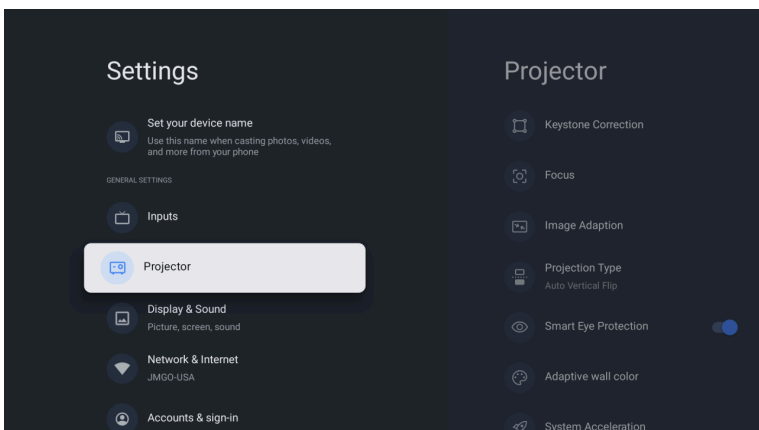 Settings
Set your device name
Use this name when casting photos, videos,
and more from your phone
GENERAL SETTINGS
Inputs
Projector
Display & Sound
Picture, screen, sound
Network & Internet
JMGO-USA
Accounts & sign-in
Projector
Keystone Correction
Focus
Image Adaption
Projection Type
Auto Vertical Flip
Smart Eye Protection
Adaptive wall color
System Acceleration